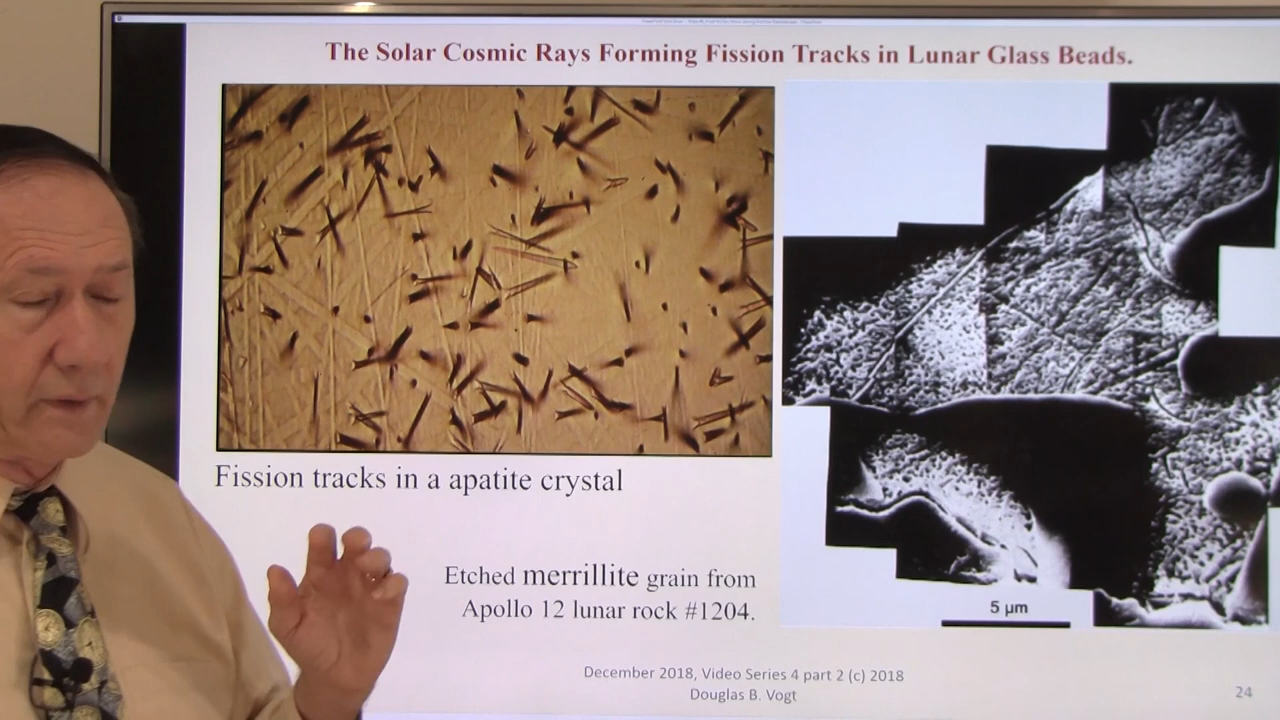 The Solar Cosmic Rays Forming Fission Tracks in Lunar Glass Beads.
Fission tracks in a apatite crystal
Etched merrillite grain from
Apollo 12 lunar rock #1204.
5 µm
December 2018, Video Series 4 part 2 (c) 2018
Douglas B. Vogt
24